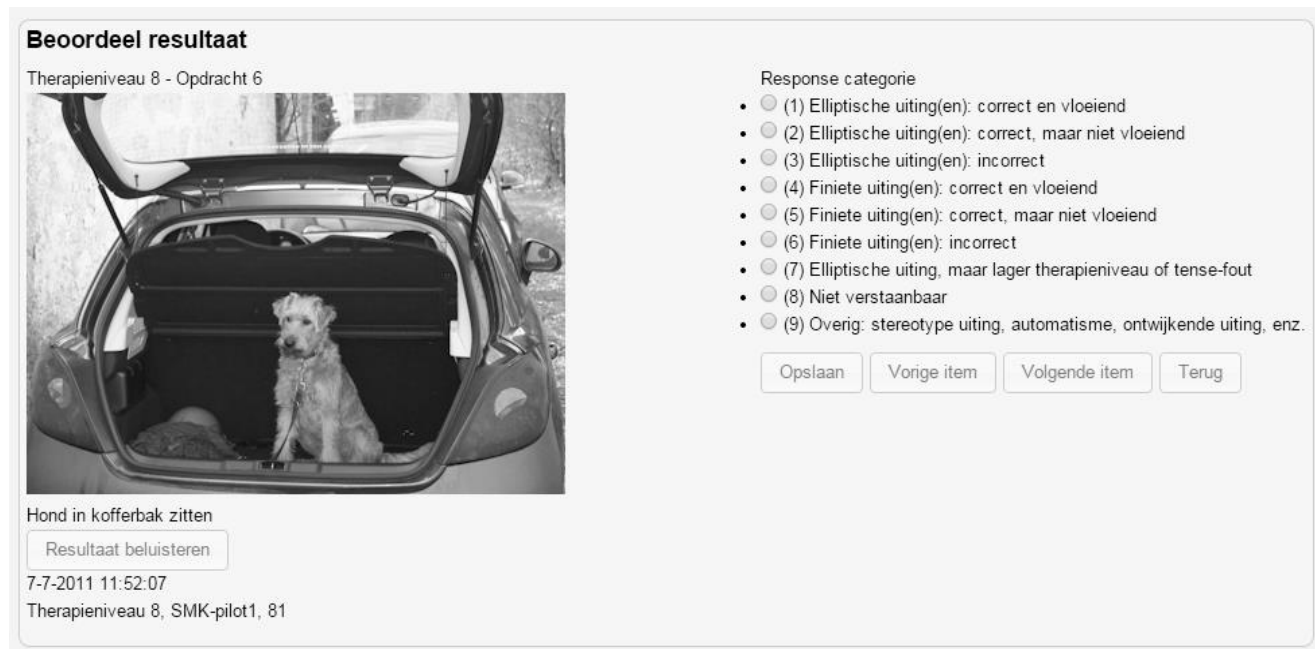 Beoordeel resultaat
Therapieniveau 8 - Opdracht 6
Hond in kofferbak zitten
Resultaat beluisteren
7-7-2011 11:52:07
Therapieniveau 8, SMK-pilot1, 81
Response categorie
(1) Elliptische uiting(en): correct en vloeiend
(2) Elliptische uiting(en): correct, maar niet vloeiend
(3) Elliptische uiting(en): incorrect
(4) Finiete uiting(en): correct en vloeiend
(5) Finiete uiting(en): correct, maar niet vloeiend
(6) Finiete uiting(en): incorrect
(7) Elliptische uiting, maar lager therapieniveau of tense-fout
(8) Niet verstaanbaar
(9) Overig: stereotype uiting, automatisme, ontwijkende uiting, enz.
Opslaan Vorige item Volgende item Terug